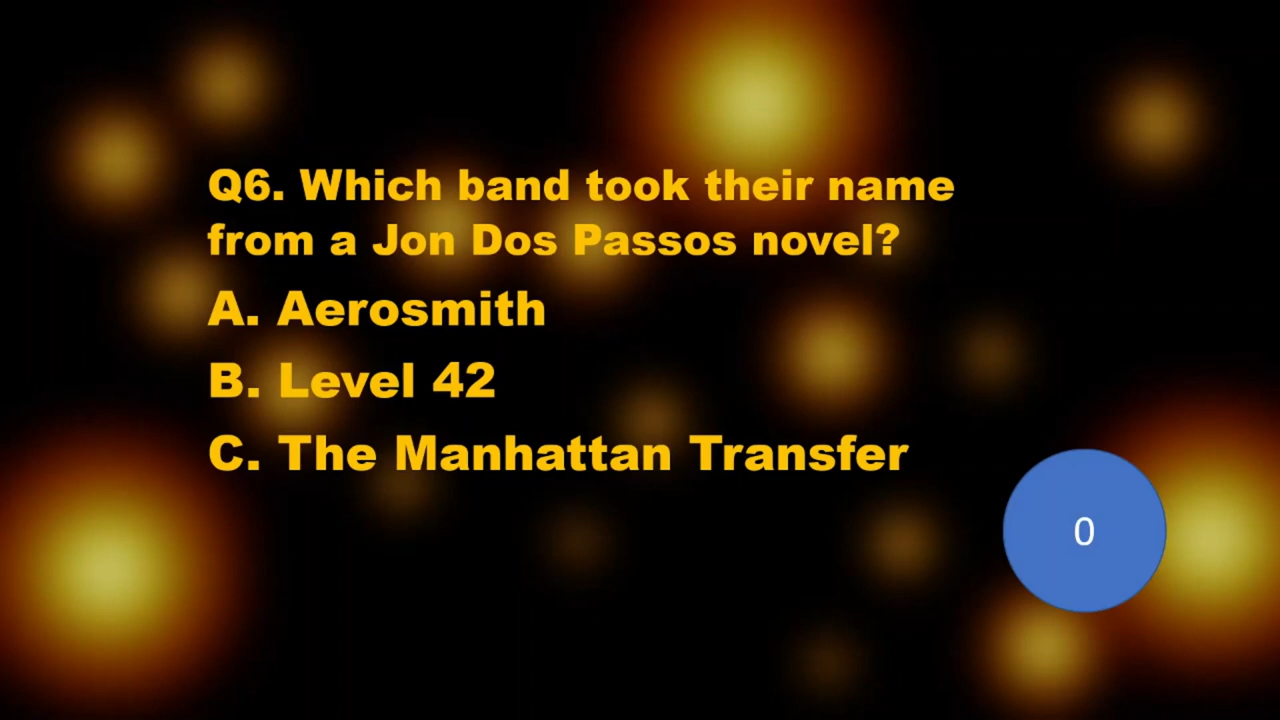 Q6. Which band took their name
from a Jon Dos Passos novel?
A. Aerosmith
B. Level 42
C. The Manhattan Transfer
0